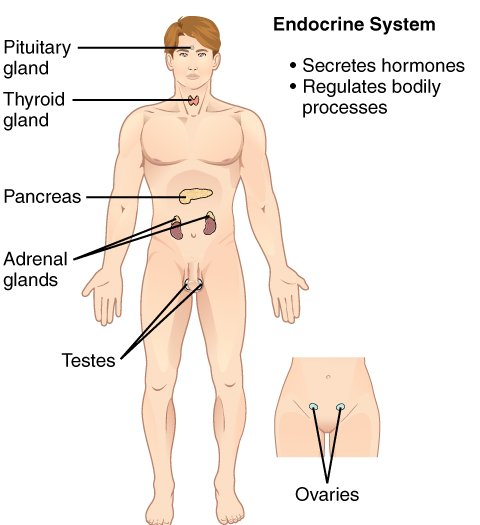 Endocrine System
• Secretes hormones
• Regulates bodily
processes
Pituitary
gland
Thyroid
gland
Pancreas
Adrenal
glands
Testes
Ovaries